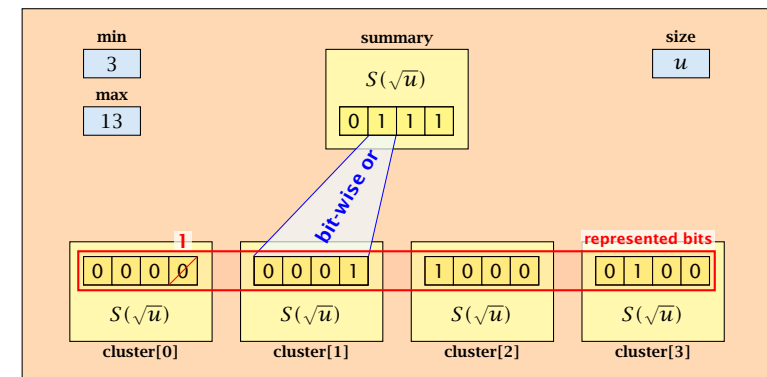 min
3
max
13
summary
S(√u)
0 1 1 1
size
u
bit-wise or
1
represented bits
0 0 0 0
S(√u)
cluster[0]
0 0 0 1
S(√u)
cluster[1]
1 0 0 0
S(√u)
cluster[2]
0 1 0 0
S(√u)
cluster[3]